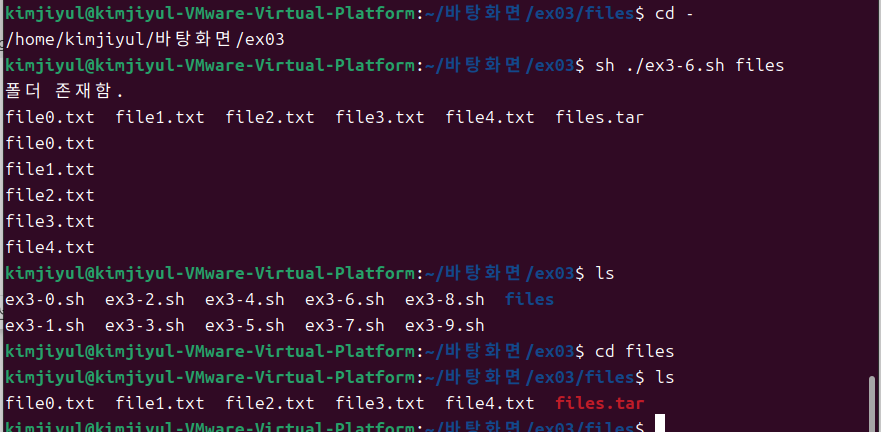 kimjiyul@kimjiyul-VMware-Virtual-Platform:~/바탕화면/ex03/files$ cd -
/home/kimjiyul/바탕화면/ex03
kimjiyul@kimjiyul-VMware-Virtual-Platform:~/바탕화면/ex03$ sh ./ex3-6.sh files
폴더 존재함.
file0.txt  file1.txt  file2.txt  file3.txt  file4.txt  files.tar
file0.txt
file1.txt
file2.txt
file3.txt
file4.txt
kimjiyul@kimjiyul-VMware-Virtual-Platform:~/바탕화면/ex03$ ls
ex3-0.sh  ex3-2.sh  ex3-4.sh  ex3-6.sh  ex3-8.sh  files
ex3-1.sh  ex3-3.sh  ex3-5.sh  ex3-7.sh  ex3-9.sh
kimjiyul@kimjiyul-VMware-Virtual-Platform:~/바탕화면/ex03$ cd files
kimjiyul@kimjiyul-VMware-Virtual-Platform:~/바탕화면/ex03/files$ ls
file0.txt  file1.txt  file2.txt  file3.txt  file4.txt  files.tar
kimjiyul@kimjiyul-VMware-Virtual-Platform:~/바탕화면/ex03/files$